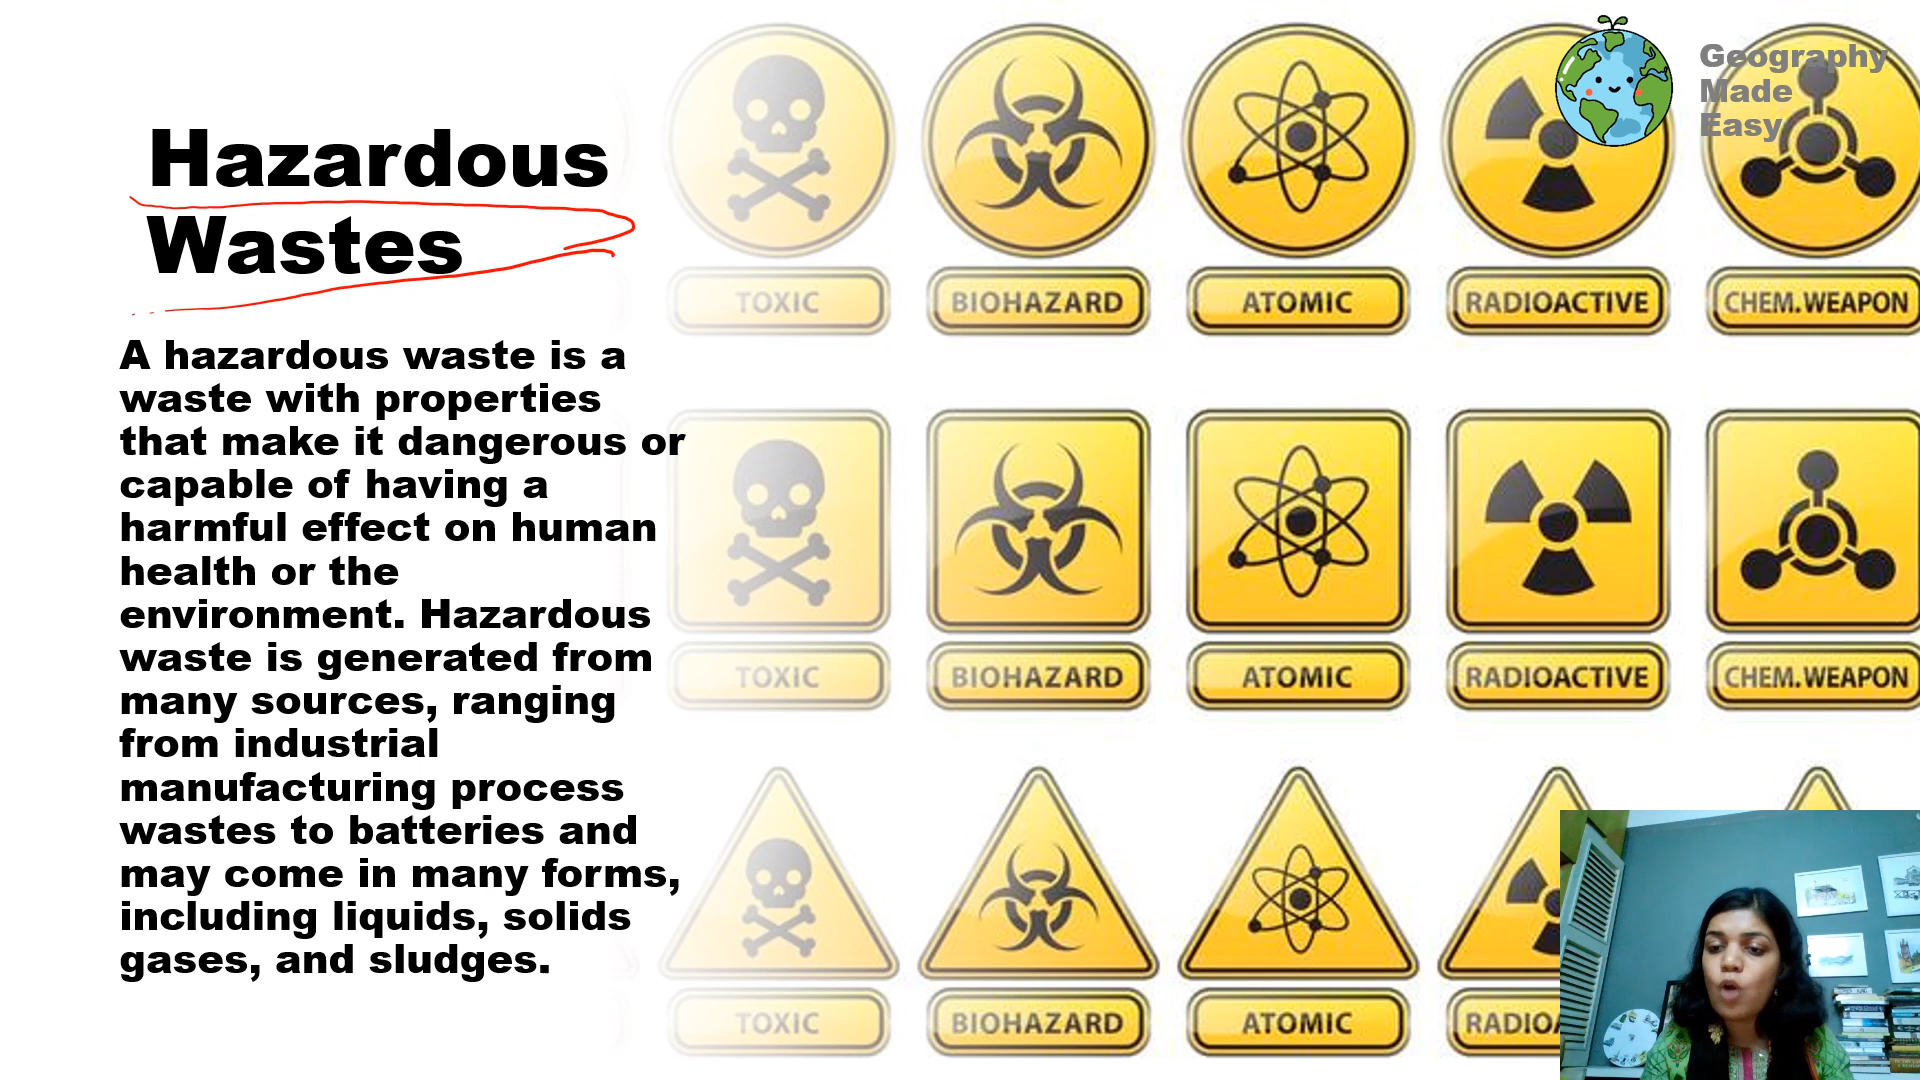 Hazardous
Wastes
A hazardous waste is a
waste with properties
that make it dangerous or
capable of having a
harmful effect on human
health or the
environment. Hazardous
waste is generated from
many sources, ranging
from industrial
manufacturing process
wastes to batteries and
may come in many forms,
including liquids, solids
gases, and sludges.
Geography
Made
Easy
TOXIC BIOHAZARD ATOMIC RADIOACTIVE CHEM.WEAPON
TOXIC BIOHAZARD ATOMIC RADIOACTIVE CHEM.WEAPON
TOXIC BIOHAZARD ATOMIC RADIOA